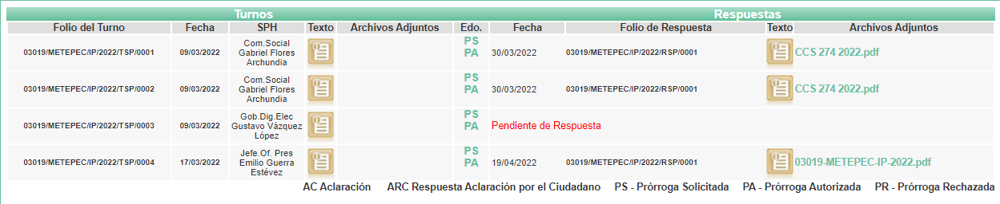 Turnos Respuestas
Folio del Turno Fecha SPH Texto Archivos Adjuntos Edo. Fecha Folio de Respuesta Texto Archivos Adjuntos
03019/METEPEC/IP/2022/TSP/0001 09/03/2022 Com.Social Gabriel Flores Archundia PS PA 30/03/2022 03019/METEPEC/IP/2022/RSP/0001 CCS 274 2022.pdf
03019/METEPEC/IP/2022/TSP/0002 09/03/2022 Com.Social Gabriel Flores Archundia PS PA 30/03/2022 03019/METEPEC/IP/2022/RSP/0001 CCS 274 2022.pdf
03019/METEPEC/IP/2022/TSP/0003 09/03/2022 Gob.Dig.Elec Gustavo Vázquez López PS PA Pendiente de Respuesta
03019/METEPEC/IP/2022/TSP/0004 17/03/2022 Jefe.Of. Pres Emilio Guerra Estévez PS PA 19/04/2022 03019/METEPEC/IP/2022/RSP/0001 03019-METEPEC-IP-2022.pdf
AC Aclaración ARC Respuesta Aclaración por el Ciudadano PS - Prórroga Solicitada PA - Prórroga Autorizada PR - Prórroga Rechazada